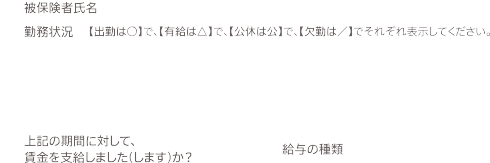 被保険者氏名
勤務状況 【出勤は○】で、【有給は△】で、【公休は公】で、【欠勤は／】でそれぞれ表示してください。
上記の期間に対して、
賃金を支給しました(します)か?
給与の種類